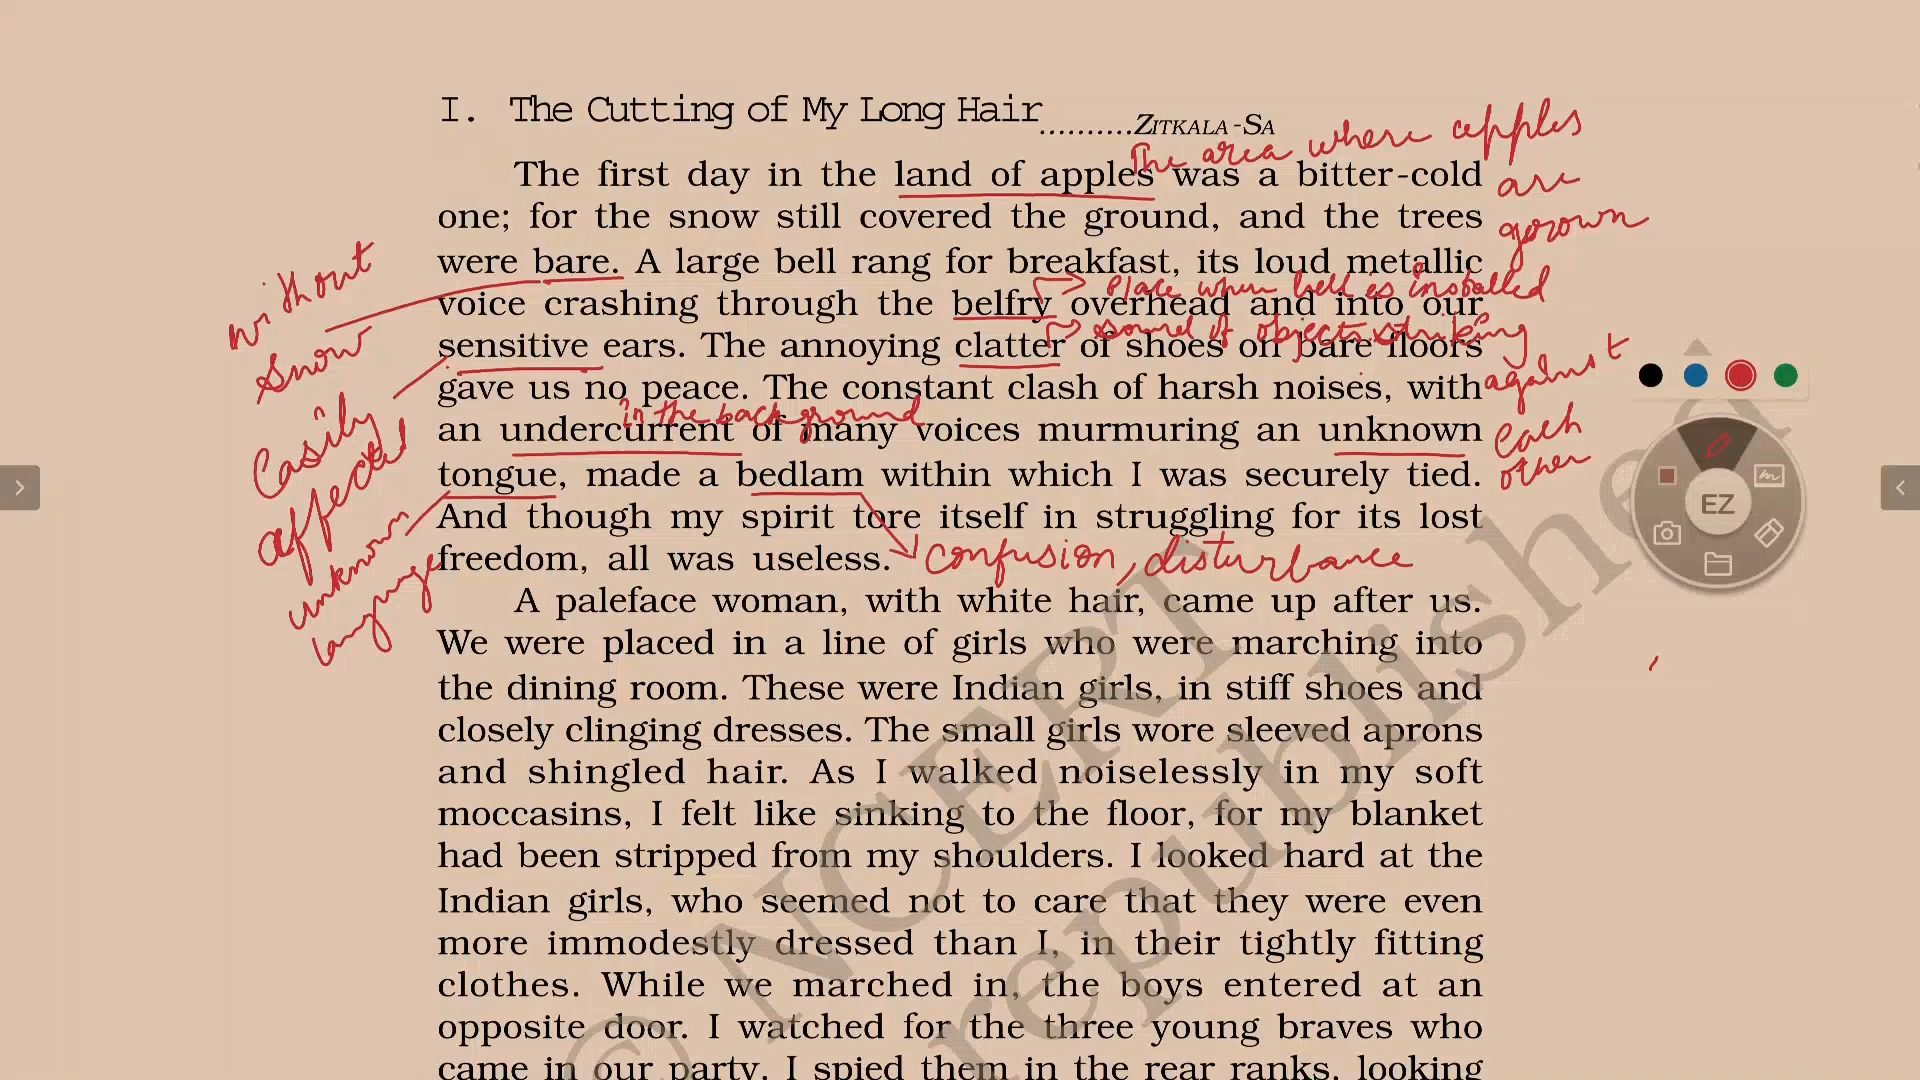 I. The Cutting of My Long Hair..........ZITKALA-SA
The area where apples
are
grown
The first day in the land of apples was a bitter-cold
one; for the snow still covered the ground, and the trees
were bare. A large bell rang for breakfast, its loud metallic
voice crashing through the belfry overhead and into our
sensitive ears. The annoying clatter of shoes on bare floors
gave us no peace. The constant clash of harsh noises, with
an undercurrent of many voices murmuring an unknown
tongue, made a bedlam within which I was securely tied.
And though my spirit tore itself in struggling for its lost
freedom, all was useless.
without
snow
Easily
affected
unknown
language
place when bell is installed
sound of objects striking
against
each
other
in the background
confusion, disturbance
A paleface woman, with white hair, came up after us.
We were placed in a line of girls who were marching into
the dining room. These were Indian girls, in stiff shoes and
closely clinging dresses. The small girls wore sleeved aprons
and shingled hair. As I walked noiselessly in my soft
moccasins, I felt like sinking to the floor, for my blanket
had been stripped from my shoulders. I looked hard at the
Indian girls, who seemed not to care that they were even
more immodestly dressed than I, in their tightly fitting
clothes. While we marched in, the boys entered at an
opposite door. I watched for the three young braves who
came in our party. I spied them in the rear ranks, looking
© NCERT
republished
EZ